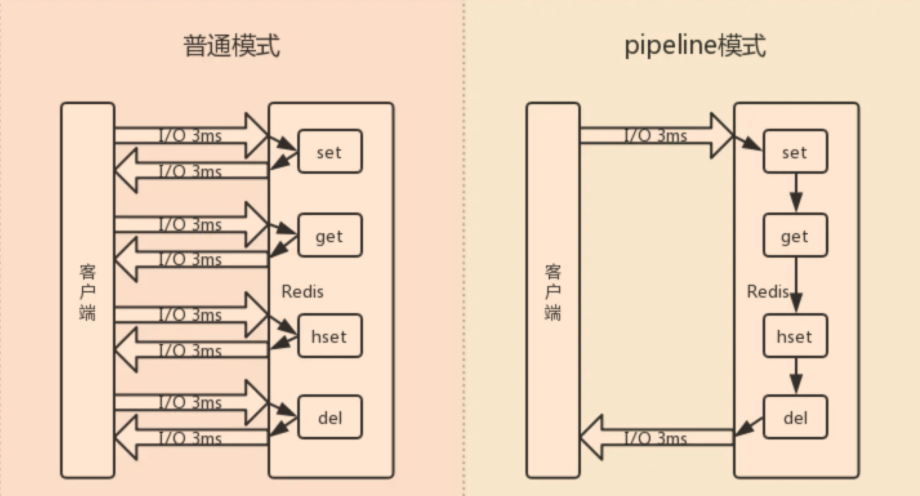 普通模式
I/O 3ms
set
I/O 3ms
I/O 3ms
get
I/O 3ms
客户端
Redis
I/O 3ms
hset
I/O 3ms
I/O 3ms
del
I/O 3ms
pipeline模式
I/O 3ms
set
get
客户端
Redis
hset
del
I/O 3ms